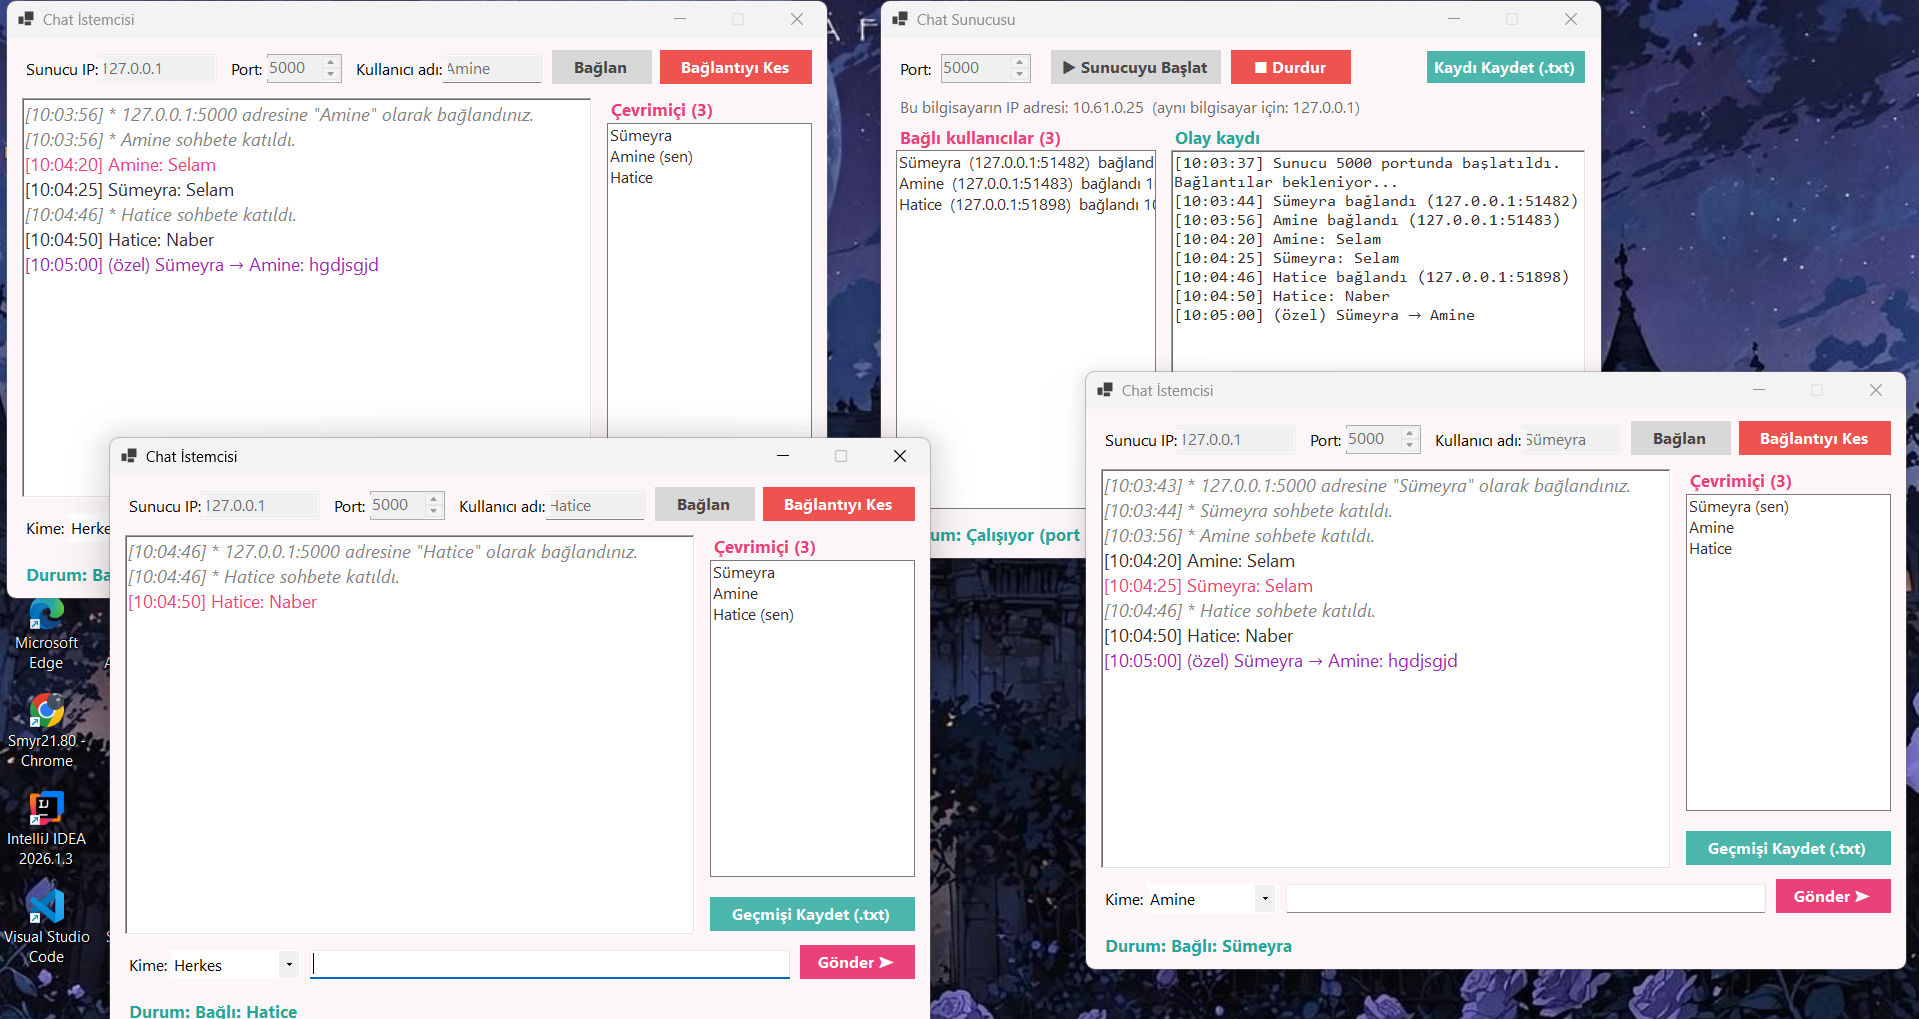 Chat İstemcisi
Sunucu IP: 127.0.0.1 Port: 5000 Kullanıcı adı: Amine Bağlan Bağlantıyı Kes
[10:03:56] * 127.0.0.1:5000 adresine "Amine" olarak bağlandınız.
[10:03:56] * Amine sohbete katıldı.
[10:04:20] Amine: Selam
[10:04:25] Sümeyra: Selam
[10:04:46] * Hatice sohbete katıldı.
[10:04:50] Hatice: Naber
[10:05:00] (özel) Sümeyra → Amine: hgdjsgjd
Çevrimiçi (3)
Sümeyra
Amine (sen)
Hatice
Kime: Herke
Durum: Ba
Chat Sunucusu
Port: 5000 ▶ Sunucuyu Başlat ■ Durdur Kaydı Kaydet (.txt)
Bu bilgisayarın IP adresi: 10.61.0.25 (aynı bilgisayar için: 127.0.0.1)
Bağlı kullanıcılar (3)
Sümeyra (127.0.0.1:51482) bağland
Amine (127.0.0.1:51483) bağlandı 1
Hatice (127.0.0.1:51898) bağlandı 10
Olay kaydı
[10:03:37] Sunucu 5000 portunda başlatıldı.
Bağlantılar bekleniyor...
[10:03:44] Sümeyra bağlandı (127.0.0.1:51482)
[10:03:56] Amine bağlandı (127.0.0.1:51483)
[10:04:20] Amine: Selam
[10:04:25] Sümeyra: Selam
[10:04:46] Hatice bağlandı (127.0.0.1:51898)
[10:04:50] Hatice: Naber
[10:05:00] (özel) Sümeyra → Amine
um: Çalışıyor (port
Chat İstemcisi
Sunucu IP: 127.0.0.1 Port: 5000 Kullanıcı adı: Hatice Bağlan Bağlantıyı Kes
[10:04:46] * 127.0.0.1:5000 adresine "Hatice" olarak bağlandınız.
[10:04:46] * Hatice sohbete katıldı.
[10:04:50] Hatice: Naber
Çevrimiçi (3)
Sümeyra
Amine
Hatice (sen)
Geçmişi Kaydet (.txt)
Kime: Herkes Gönder ➤
Durum: Bağlı: Hatice
Chat İstemcisi
Sunucu IP: 127.0.0.1 Port: 5000 Kullanıcı adı: Sümeyra Bağlan Bağlantıyı Kes
[10:03:43] * 127.0.0.1:5000 adresine "Sümeyra" olarak bağlandınız.
[10:03:44] * Sümeyra sohbete katıldı.
[10:03:56] * Amine sohbete katıldı.
[10:04:20] Amine: Selam
[10:04:25] Sümeyra: Selam
[10:04:46] * Hatice sohbete katıldı.
[10:04:50] Hatice: Naber
[10:05:00] (özel) Sümeyra → Amine: hgdjsgjd
Çevrimiçi (3)
Sümeyra (sen)
Amine
Hatice
Geçmişi Kaydet (.txt)
Kime: Amine Gönder ➤
Durum: Bağlı: Sümeyra
Microsoft
Edge
Smyr21.80 -
Chrome
IntelliJ IDEA
2026.1.3
Visual Studio
Code